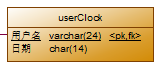 userClock
用户名 varchar(24) <pk,fk>
日期 char(14)